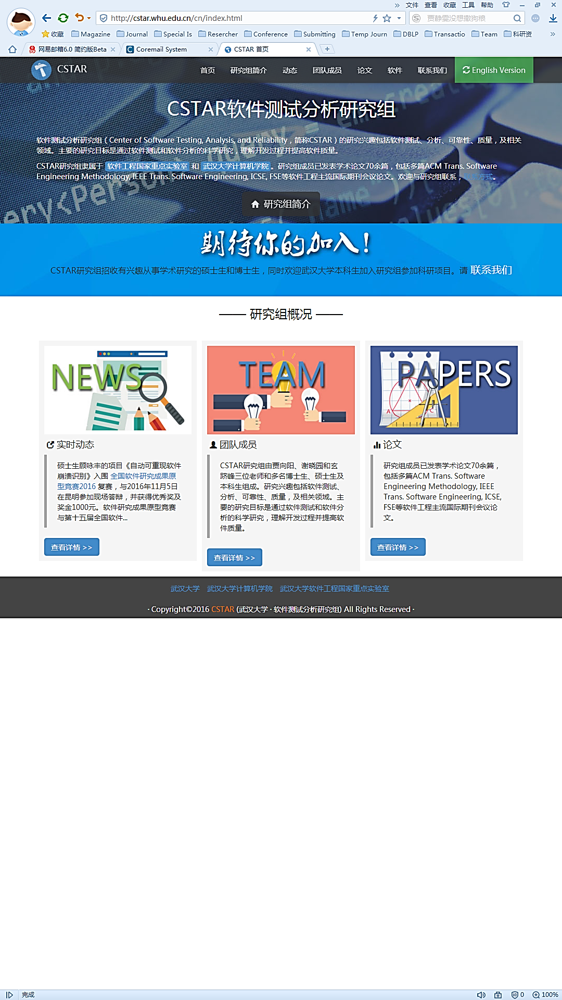 文件 查看 收藏 工具 帮助
http://cstar.whu.edu.cn/cn/index.html
贾静雯没想撒狗粮
收藏 Magazine Journal Special Is Resercher Conference Submitting Temp Journ DBLP Transactio Team 科研资
网易邮箱6.0 简约版Beta
Coremail System
CSTAR 首页
CSTAR 首页 研究组简介 动态 团队成员 论文 软件 联系我们 English Version
CSTAR软件测试分析研究组
软件测试分析研究组（Center of Software Testing, Analysis, and Reliability，简称CSTAR）的研究兴趣包括软件测试、分析、可靠性、质量，及相关
领域。主要的研究目标是通过软件测试和软件分析的科学研究，理解开发过程并提高软件质量。
CSTAR研究组隶属于 软件工程国家重点实验室 和 武汉大学计算机学院。研究组成员已发表学术论文70余篇，包括多篇ACM Trans. Software
Engineering Methodology, IEEE Trans. Software Engineering, ICSE, FSE等软件工程主流国际期刊会议论文。欢迎与研究组联系，联系方式。
研究组简介
期待你的加入!
CSTAR研究组招收有兴趣从事学术研究的硕士生和博士生，同时欢迎武汉大学本科生加入研究组参加科研项目。请 联系我们
研究组概况
NEWS
实时动态
硕士生顾咏丰的项目《自动可重现软件
崩溃识别》入围 全国软件研究成果原
型竞赛2016 复赛，与2016年11月5日
在昆明参加现场答辩，并获得优秀奖及
奖金1000元。软件研究成果原型竞赛
与第十五届全国软件...
查看详情 >>
TEAM
团队成员
CSTAR研究组由贾向阳、谢晓园和玄
跻峰三位老师和多名博士生、硕士生及
本科生组成。研究兴趣包括软件测试、
分析、可靠性、质量，及相关领域。主
要的研究目标是通过软件测试和软件分
析的科学研究，理解开发过程并提高软
件质量。
查看详情 >>
PAPERS
论文
研究组成员已发表学术论文70余篇，
包括多篇ACM Trans. Software
Engineering Methodology, IEEE
Trans. Software Engineering, ICSE,
FSE等软件工程主流国际期刊会议论
文。
查看详情 >>
武汉大学 武汉大学计算机学院 武汉大学软件工程国家重点实验室
· Copyright©2016 CSTAR (武汉大学 · 软件测试分析研究组) All Rights Reserved ·
完成
0
100%